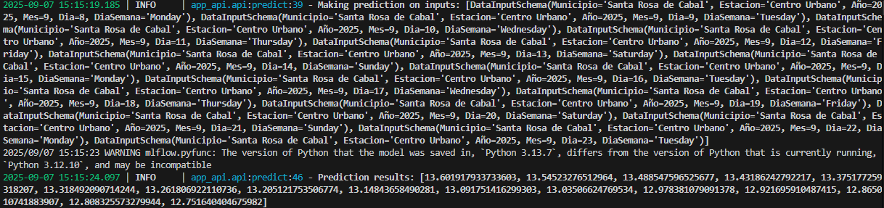 2025-09-07 15:15:19.185 | INFO     | app_api.api:predict:39 - Making prediction on inputs: [DataInputSchema(Municipio='Santa Rosa de Cabal', Estacion='Centro Urbano', Año=20
25, Mes=9, Dia=8, DiaSemana='Monday'), DataInputSchema(Municipio='Santa Rosa de Cabal', Estacion='Centro Urbano', Año=2025, Mes=9, Dia=9, DiaSemana='Tuesday'), DataInputSche
ma(Municipio='Santa Rosa de Cabal', Estacion='Centro Urbano', Año=2025, Mes=9, Dia=10, DiaSemana='Wednesday'), DataInputSchema(Municipio='Santa Rosa de Cabal', Estacion='Cen
tro Urbano', Año=2025, Mes=9, Dia=11, DiaSemana='Thursday'), DataInputSchema(Municipio='Santa Rosa de Cabal', Estacion='Centro Urbano', Año=2025, Mes=9, Dia=12, DiaSemana='F
riday'), DataInputSchema(Municipio='Santa Rosa de Cabal', Estacion='Centro Urbano', Año=2025, Mes=9, Dia=13, DiaSemana='Saturday'), DataInputSchema(Municipio='Santa Rosa de
Cabal', Estacion='Centro Urbano', Año=2025, Mes=9, Dia=14, DiaSemana='Sunday'), DataInputSchema(Municipio='Santa Rosa de Cabal', Estacion='Centro Urbano', Año=2025, Mes=9, D
ia=15, DiaSemana='Monday'), DataInputSchema(Municipio='Santa Rosa de Cabal', Estacion='Centro Urbano', Año=2025, Mes=9, Dia=16, DiaSemana='Tuesday'), DataInputSchema(Municip
io='Santa Rosa de Cabal', Estacion='Centro Urbano', Año=2025, Mes=9, Dia=17, DiaSemana='Wednesday'), DataInputSchema(Municipio='Santa Rosa de Cabal', Estacion='Centro Urbano'
, Año=2025, Mes=9, Dia=18, DiaSemana='Thursday'), DataInputSchema(Municipio='Santa Rosa de Cabal', Estacion='Centro Urbano', Año=2025, Mes=9, Dia=19, DiaSemana='Friday'), D
ataInputSchema(Municipio='Santa Rosa de Cabal', Estacion='Centro Urbano', Año=2025, Mes=9, Dia=20, DiaSemana='Saturday'), DataInputSchema(Municipio='Santa Rosa de Cabal', Es
tacion='Centro Urbano', Año=2025, Mes=9, Dia=21, DiaSemana='Sunday'), DataInputSchema(Municipio='Santa Rosa de Cabal', Estacion='Centro Urbano', Año=2025, Mes=9, Dia=22, Dia
Semana='Monday'), DataInputSchema(Municipio='Santa Rosa de Cabal', Estacion='Centro Urbano', Año=2025, Mes=9, Dia=23, DiaSemana='Tuesday')]
2025/09/07 15:15:23 WARNING mlflow.pyfunc: The version of Python that the model was saved in, `Python 3.13.7`, differs from the version of Python that is currently running,
`Python 3.12.10`, and may be incompatible
2025-09-07 15:15:24.097 | INFO     | app_api.api:predict:46 - Prediction results: [13.601917933733603, 13.54523276512964, 13.488547596525677, 13.43186242792217, 13.375177259
318207, 13.318492090714244, 13.261806922110736, 13.205121753506774, 13.14843658490281, 13.091751416299303, 13.03506624769534, 12.978381079091378, 12.921695910487415, 12.8650
10741883907, 12.808325573279944, 12.751640404675982]